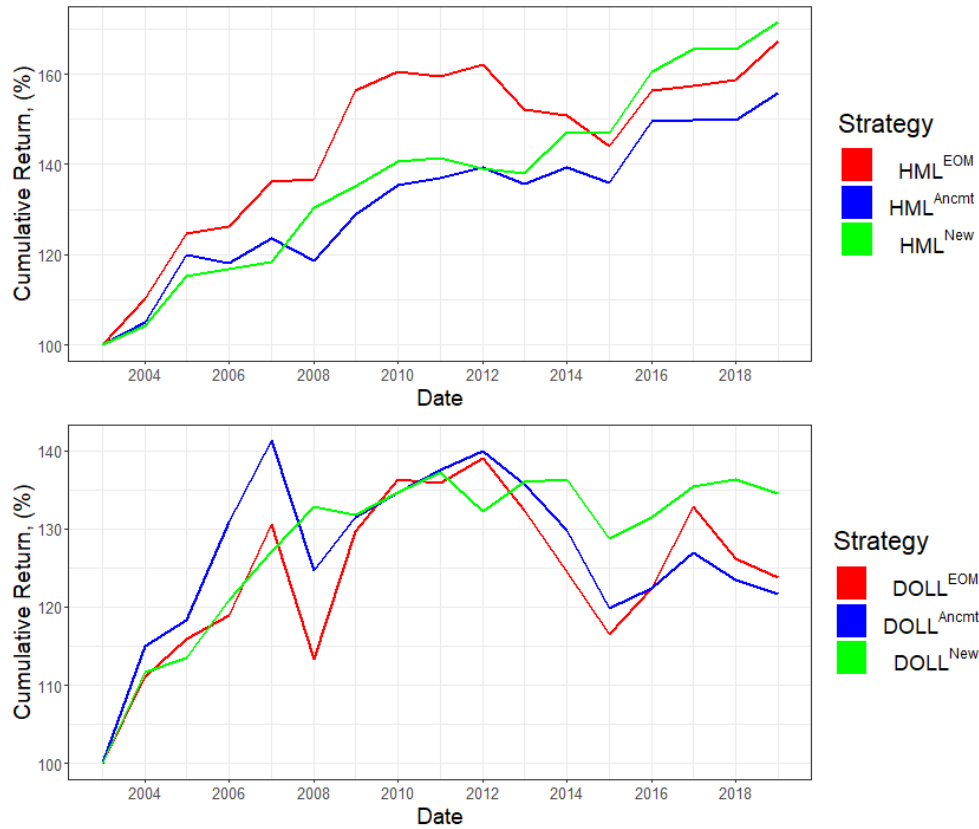 Cumulative Return, (%)
160
140
120
100
2004 2006 2008 2010 2012 2014 2016 2018
Date
Strategy
HML^EOM
HML^Ancmt
HML^New
Cumulative Return, (%)
140
130
120
110
100
2004 2006 2008 2010 2012 2014 2016 2018
Date
Strategy
DOLL^EOM
DOLL^Ancmt
DOLL^New